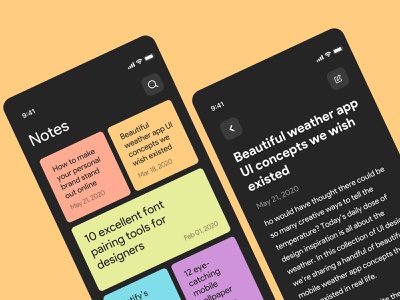 9:41
Notes
How to make
your personal
brand stand
out online
May 21, 2020
Beautiful
weather app UI
concepts we
wish existed
Mar 18, 2020
10 excellent font
pairing tools for
designers
Feb 01, 2020
12 eye-
catching
mobile
wallpaper
9:41
Beautiful weather app
UI concepts we wish
existed
May 21, 2020
ho would have thought there could be
so many creative ways to tell the
temperature? Today's daily dose of
design inspiration is all about the
weather. In this collection of UI
we're sharing a handful of beautiful
mobile weather app concepts
existed in real life.